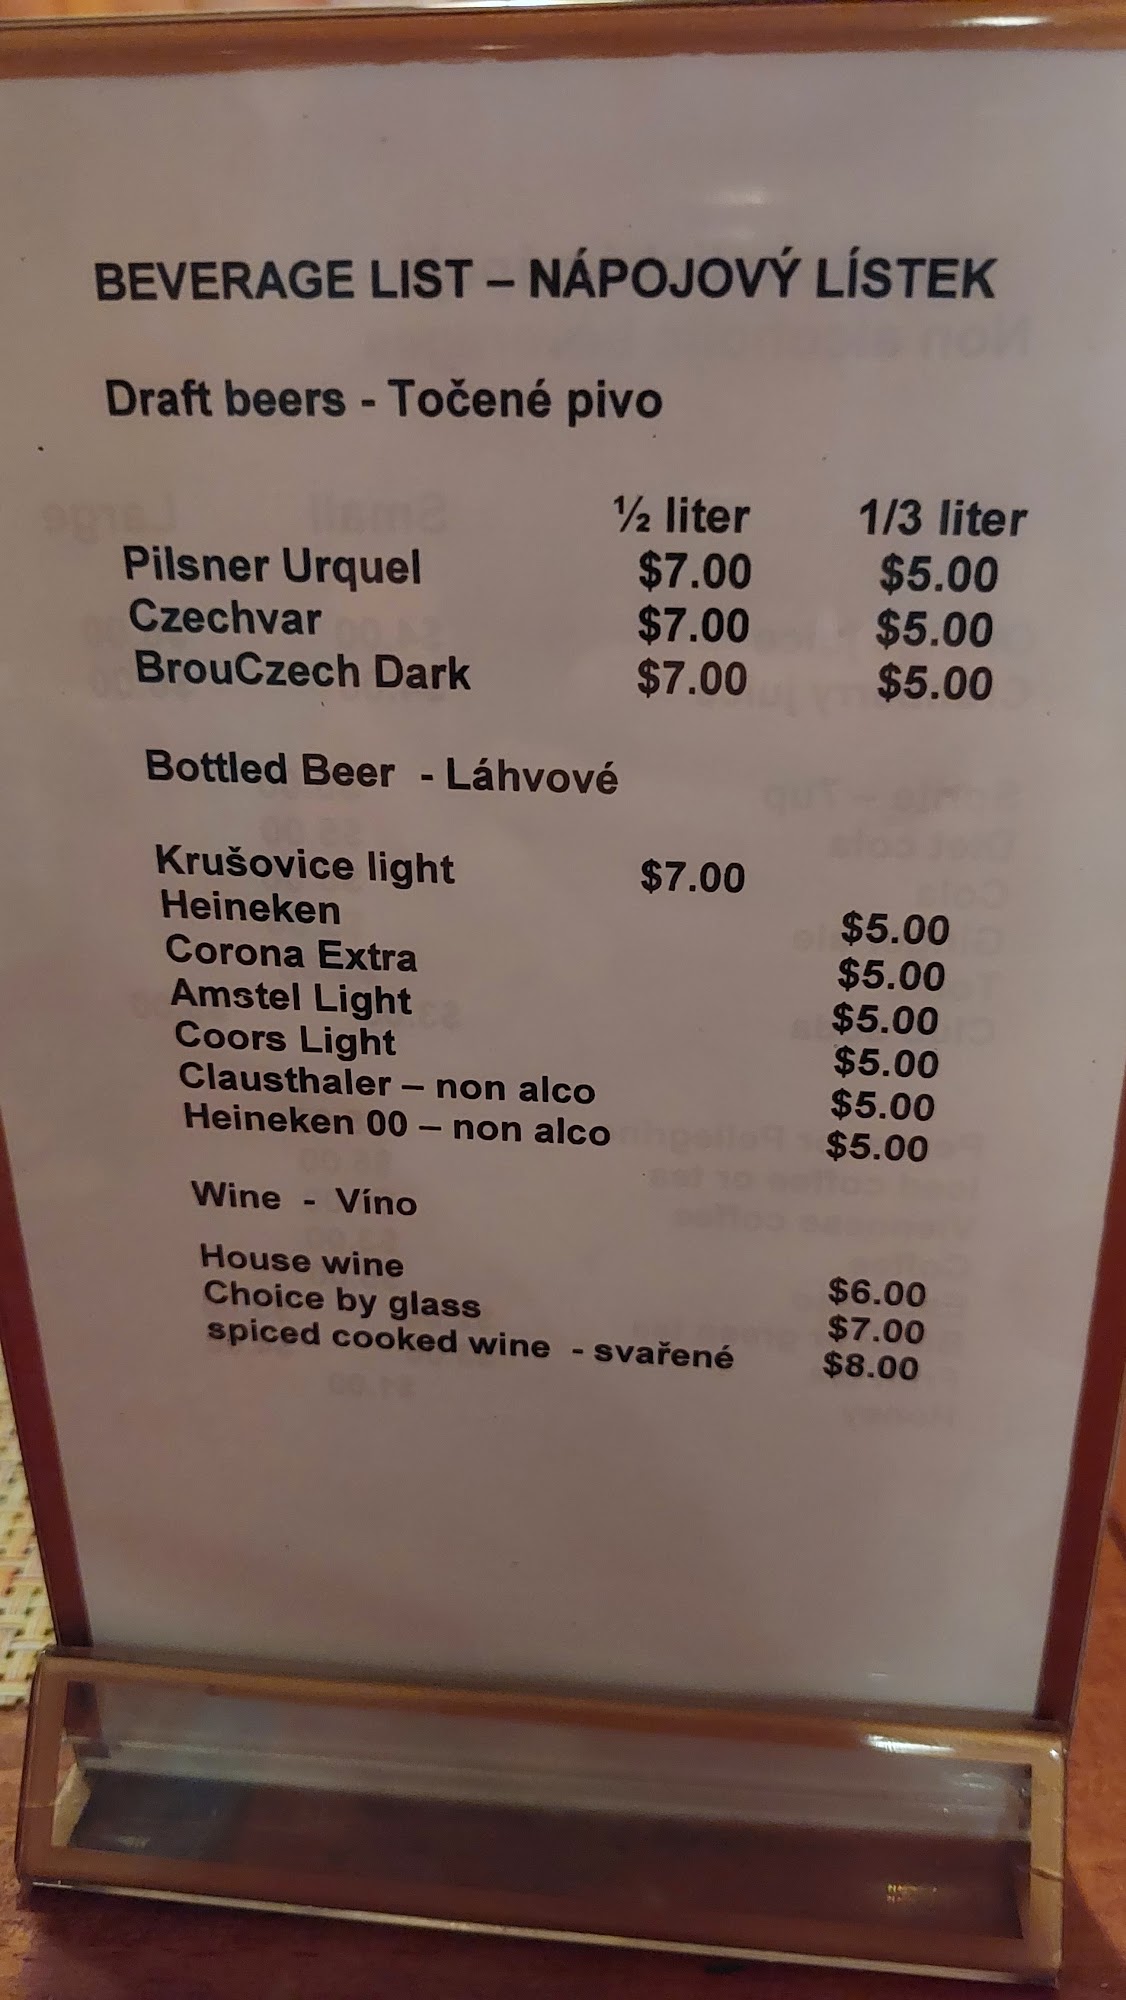 BEVERAGE LIST – NÁPOJOVÝ LÍSTEK
Draft beers - Točené pivo
½ liter 1/3 liter
Pilsner Urquel $7.00 $5.00
Czechvar $7.00 $5.00
BrouCzech Dark $7.00 $5.00
Bottled Beer - Láhvové
Krušovice light $7.00
Heineken $5.00
Corona Extra $5.00
Amstel Light $5.00
Coors Light $5.00
Clausthaler – non alco $5.00
Heineken 00 – non alco $5.00
Wine - Víno
House wine $6.00
Choice by glass $7.00
spiced cooked wine - svařené $8.00